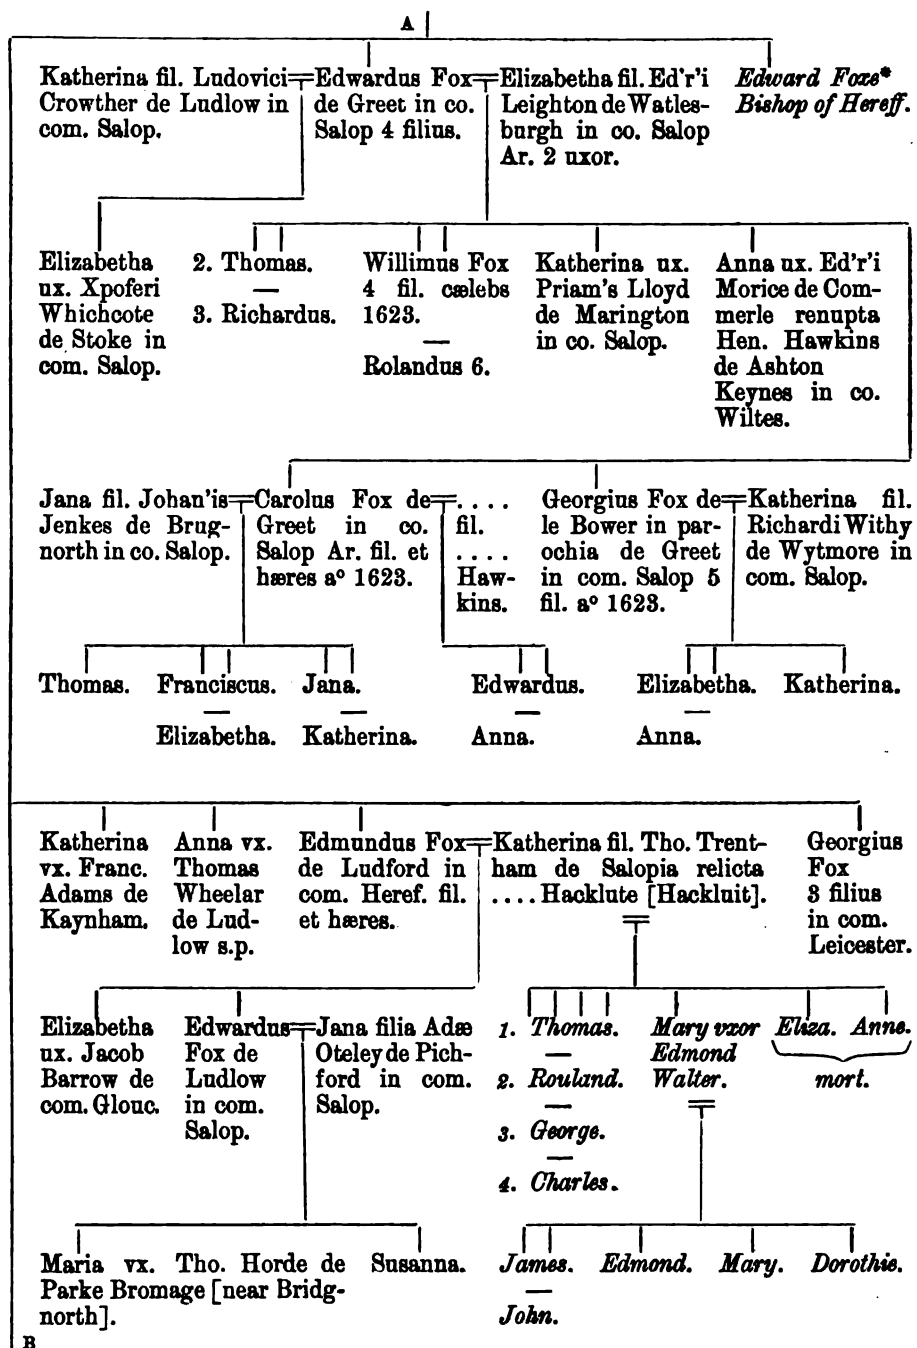 A
Katherina fil. Ludovici
Crowther de Ludlow in
com. Salop.
Edwardus Fox
de Greet in co.
Salop 4 filius.
Elizabetha fil. Ed'r'i
Leighton de Watles-
burgh in co. Salop
Ar. 2 uxor.
Edward Foxe*
Bishop of Hereff.
Elizabetha
ux. Xpoferi
Whichcote
de Stoke in
com. Salop.
2. Thomas.
—
3. Richardus.
Willimus Fox
4 fil. cælebs
1623.
—
Rolandus 6.
Katherina ux.
Priam's Lloyd
de Marington
in co. Salop.
Anna ux. Ed'r'i
Morice de Com-
merle renupta
Hen. Hawkins
de Ashton
Keynes in co.
Wiltes.
Jana fil. Johan'is
Jenkes de Brug-
north in co. Salop.
Carolus Fox de
Greet in co.
Salop Ar. fil. et
hæres aº 1623.
. . . .
fil.
. . . .
Haw-
kins.
Georgius Fox de
le Bower in par-
ochia de Greet
in com. Salop 5
fil. aº 1623.
Katherina fil.
Richardi Withy
de Wytmore in
com. Salop.
Thomas.
Franciscus.
—
Elizabetha.
Jana.
—
Katherina.
Edwardus.
—
Anna.
Elizabetha.
—
Anna.
Katherina.
Katherina
vx. Franc.
Adams de
Kaynham.
Anna vx.
Thomas
Wheelar
de Lud-
low s.p.
Edmundus Fox
de Ludford in
com. Heref. fil.
et hæres.
Katherina fil. Tho. Trent-
ham de Salopia relicta
. . . . Hacklute [Hackluit].
Georgius
Fox
3 filius
in com.
Leicester.
Elizabetha
ux. Jacob
Barrow de
com. Glouc.
Edwardus
Fox de
Ludlow
in com.
Salop.
Jana filia Adæ
Oteley de Pich-
ford in com.
Salop.
1. Thomas.
—
2. Rouland.
—
3. George.
—
4. Charles.
Mary vxor
Edmond
Walter.
Eliza. Anne.
mort.
Maria vx. Tho. Horde de
Parke Bromage [near Bridg-
north].
Susanna.
James.
—
John.
Edmond.
Mary.
Dorothie.
B